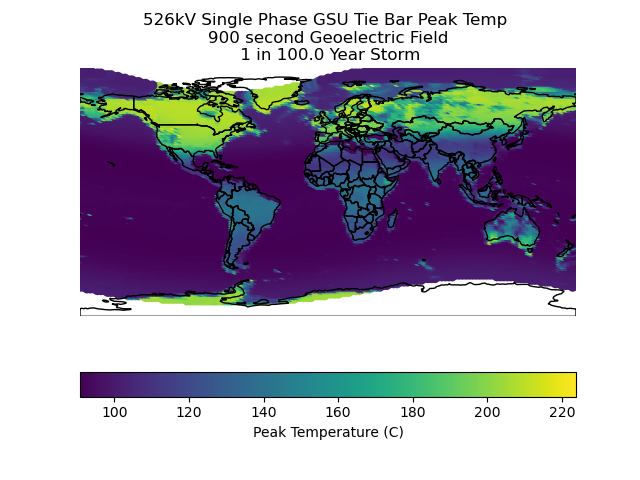 526kV Single Phase GSU Tie Bar Peak Temp
900 second Geoelectric Field
1 in 100.0 Year Storm
100 120 140 160 180 200 220
Peak Temperature (C)